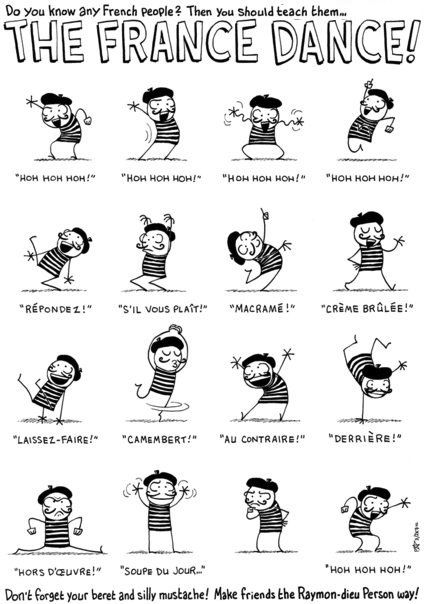 Do you know any French people? Then you should teach them...
THE FRANCE DANCE!
"HOH HOH HOH!" "HOH HOH HOH!" "HOH HOH HOH!" "HOH HOH HOH!"
"RÉPONDEZ!" "S'IL VOUS PLAÎT!" "MACRAMÉ!" "CRÈME BRÛLÉE!"
"LAISSEZ-FAIRE!" "CAMEMBERT!" "AU CONTRAIRE!" "DERRIÈRE!"
"HORS D'ŒUVRE!" "SOUPE DU JOUR..." "HOH HOH HOH!"
Don't forget your beret and silly mustache! Make friends the Raymon-dieu Person way!